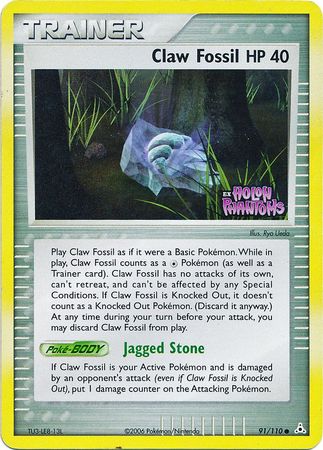 TRAINER
Claw Fossil HP 40
EX HOLON
PHANTOMS
Illus. Ryo Ueda
Play Claw Fossil as if it were a Basic Pokémon.While in
play, Claw Fossil counts as a Pokémon (as well as a
Trainer card). Claw Fossil has no attacks of its own,
can't retreat, and can't be affected by any Special
Conditions. If Claw Fossil is Knocked Out, it doesn't
count as a Knocked Out Pokémon. (Discard it anyway.)
At any time during your turn before your attack, you
may discard Claw Fossil from play.
Poké-BODY Jagged Stone
If Claw Fossil is your Active Pokémon and is damaged
by an opponent's attack (even if Claw Fossil is Knocked
Out), put 1 damage counter on the Attacking Pokémon.
TU3-LE8-13L ©2006 Pokémon/Nintendo 91/110